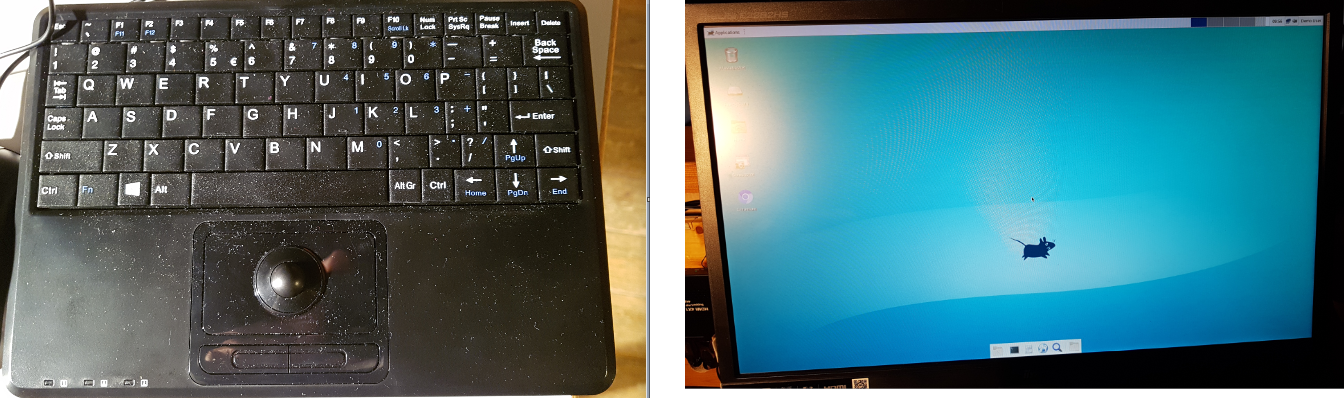 Esc ~ ` F1 F11 F2 F12 F3 F4 F5 F6 F7 F8 F9 F10 Scroll Lk Num Lock Prt Sc SysRq Pause Break Insert Delete
! 1 @ 2 # 3 $ 4 % 5 € ^ 6 & 7 7 * 8 8 ( 9 9 ) 0 * _ - + = Back Space
Tab Q W E R T Y U 4 I 5 O 6 P - { [ } ] | \
Caps Lock A S D F G H J 1 K 2 L 3 : ; + " ' Enter
Shift Z X C V B N M 0 < , > . ? / / PgUp Shift
Ctrl Fn Alt Alt Gr Ctrl Home PgDn End
Applications
HDMI